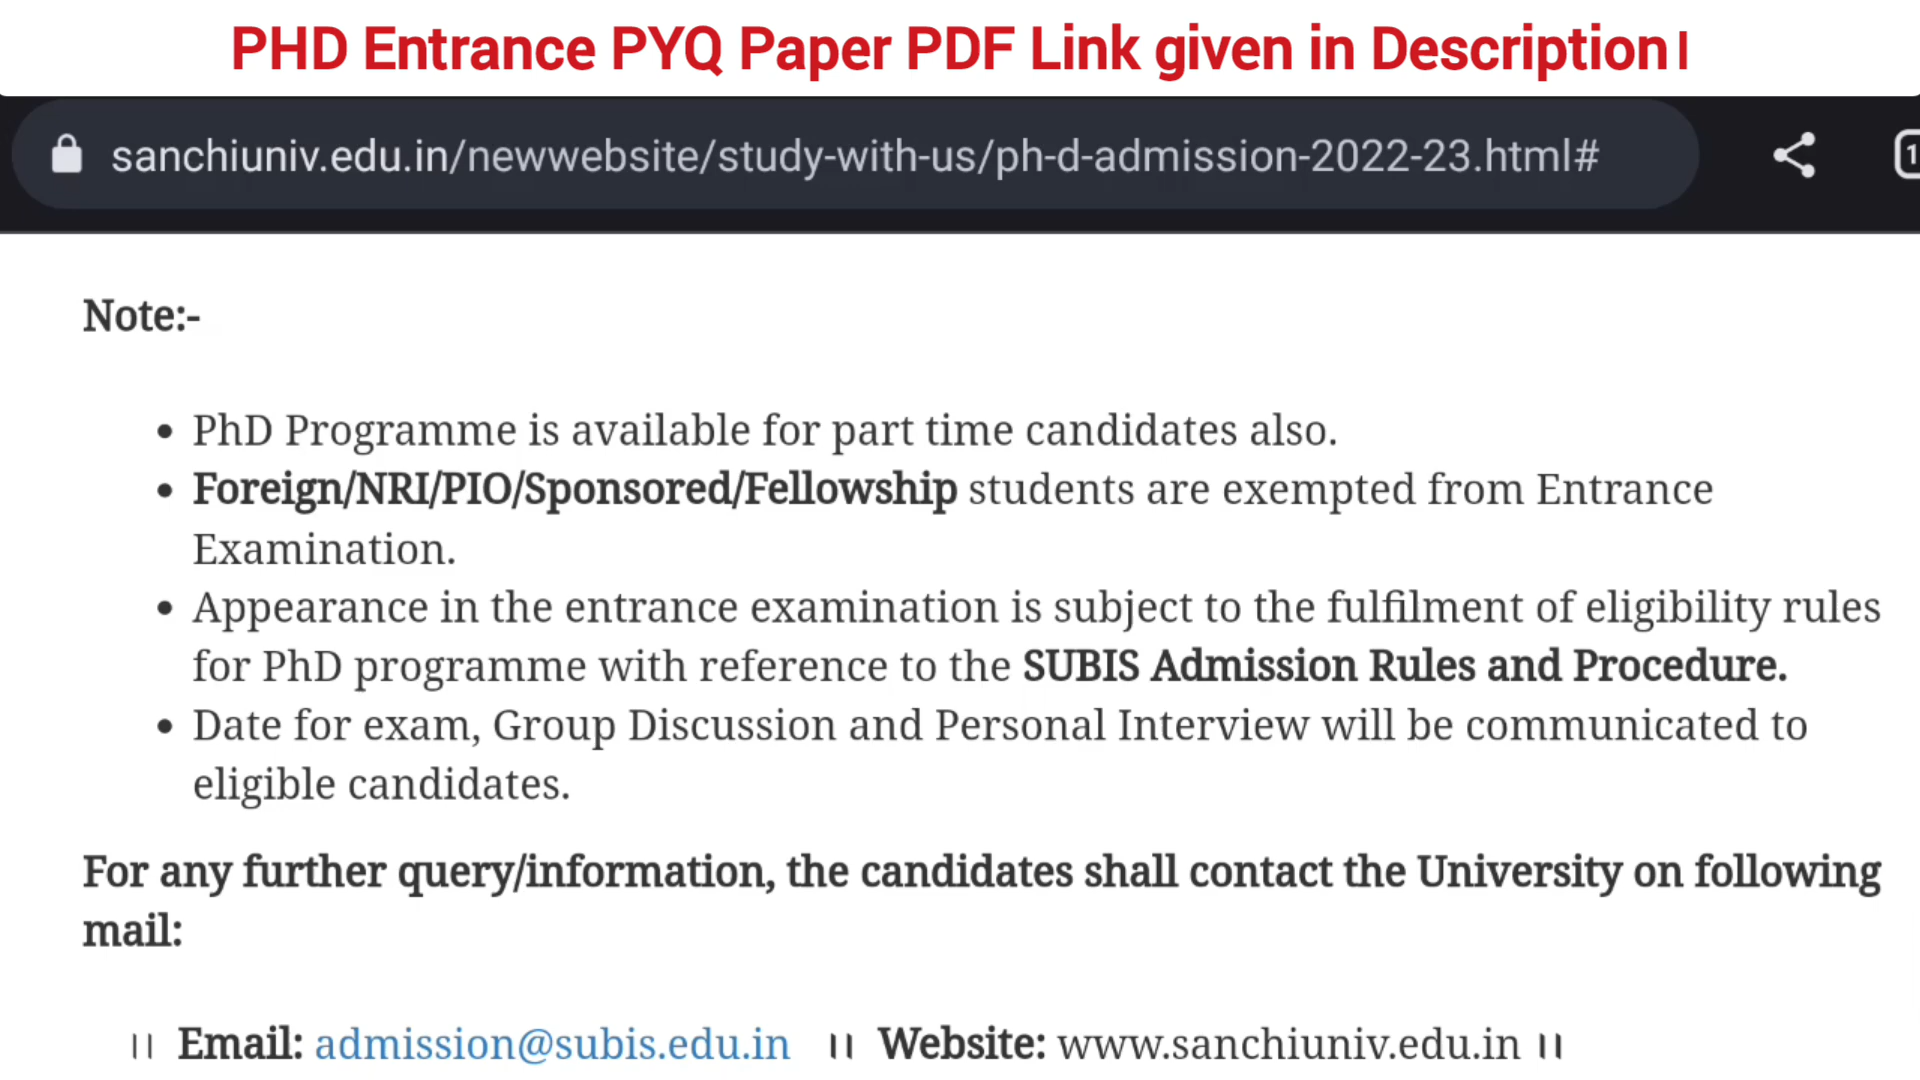 PHD Entrance PYQ Paper PDF Link given in Description।
sanchiuniv.edu.in/newwebsite/study-with-us/ph-d-admission-2022-23.html#
1
Note:-
• PhD Programme is available for part time candidates also.
• Foreign/NRI/PIO/Sponsored/Fellowship students are exempted from Entrance
Examination.
• Appearance in the entrance examination is subject to the fulfilment of eligibility rules
for PhD programme with reference to the SUBIS Admission Rules and Procedure.
• Date for exam, Group Discussion and Personal Interview will be communicated to
eligible candidates.
For any further query/information, the candidates shall contact the University on following
mail:
।। Email: admission@subis.edu.in ।। Website: www.sanchiuniv.edu.in ।।